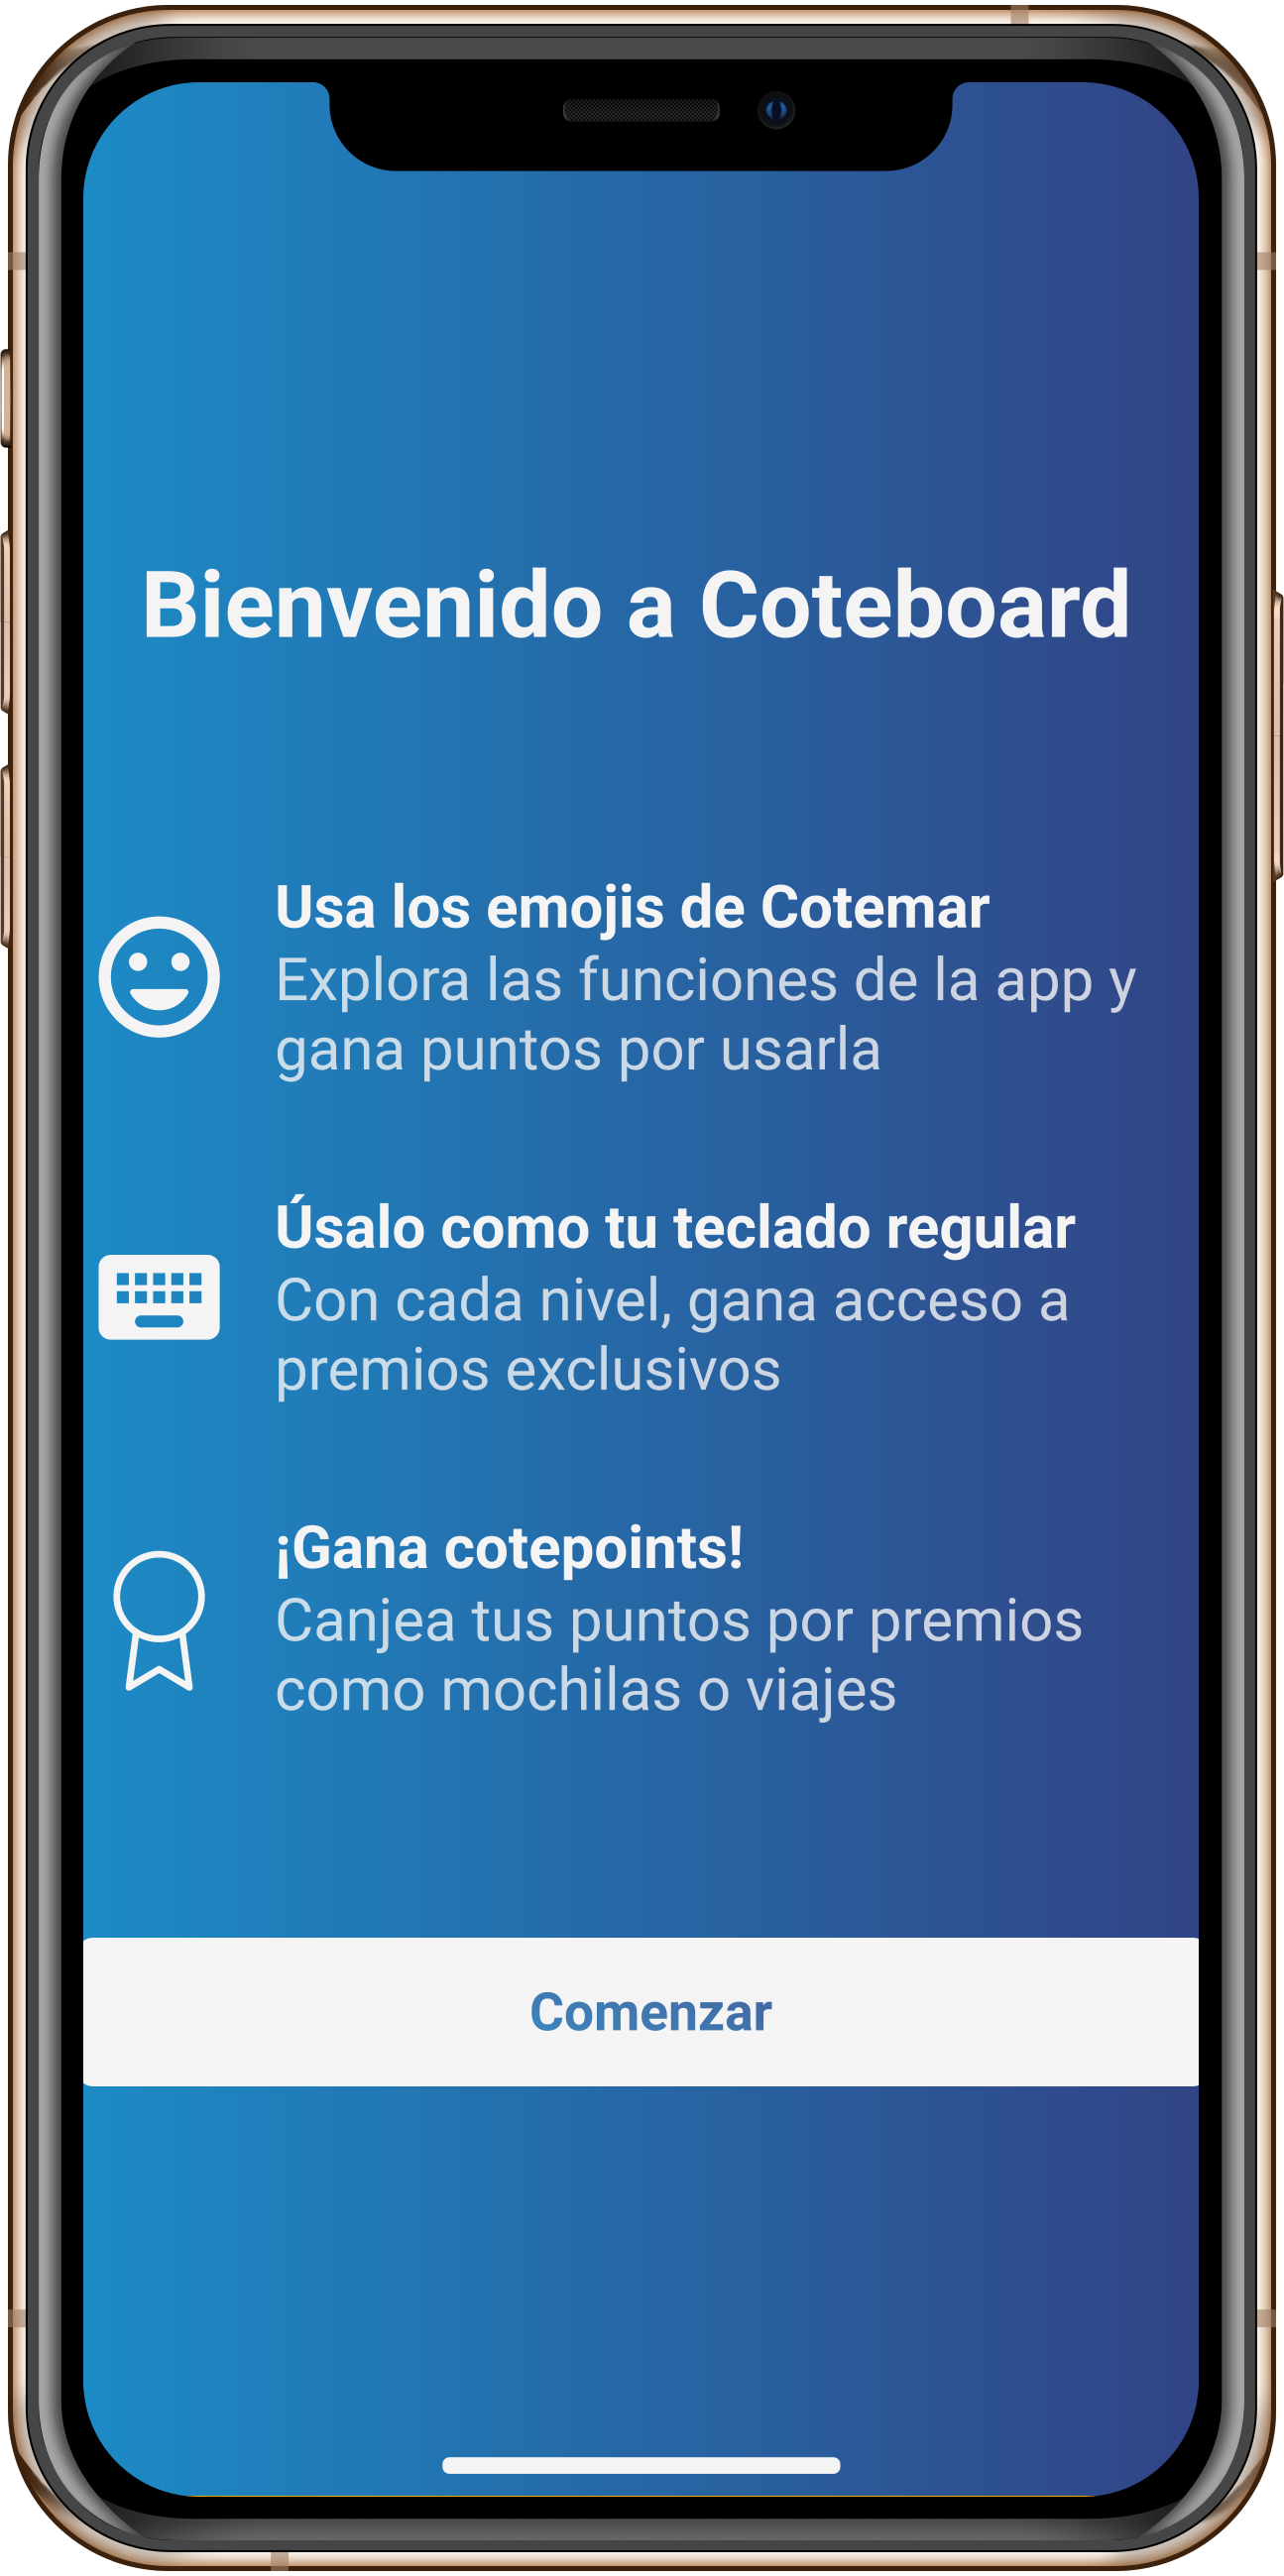 Bienvenido a Coteboard
Usa los emojis de Cotemar
Explora las funciones de la app y
gana puntos por usarla
Úsalo como tu teclado regular
Con cada nivel, gana acceso a
premios exclusivos
¡Gana cotepoints!
Canjea tus puntos por premios
como mochilas o viajes
Comenzar